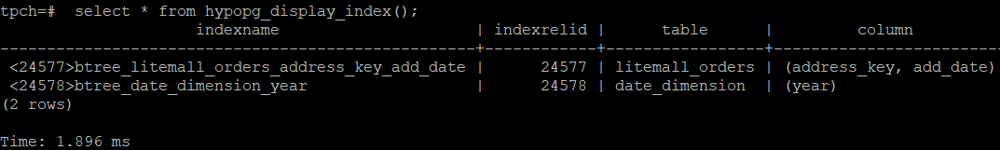 tpch=#  select * from hypopg_display_index();
                     indexname                     | indexrelid |      table      |         column
---------------------------------------------------+------------+-----------------+-------------------------
 <24577>btree_litemall_orders_address_key_add_date |      24577 | litemall_orders | (address_key, add_date)
 <24578>btree_date_dimension_year                  |      24578 | date_dimension  | (year)
(2 rows)

Time: 1.896 ms